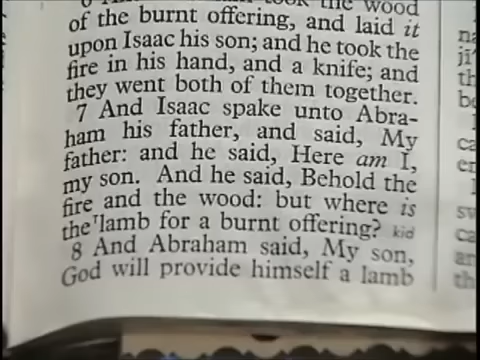 took the wood
of the burnt offering, and laid it
upon Isaac his son; and he took the
fire in his hand, and a knife; and
they went both of them together.
7 And Isaac spake unto Abra-
ham his father, and said, My
father: and he said, Here am I,
my son. And he said, Behold the
fire and the wood: but where is
the lamb for a burnt offering? kid
8 And Abraham said, My son,
God will provide himself a lamb